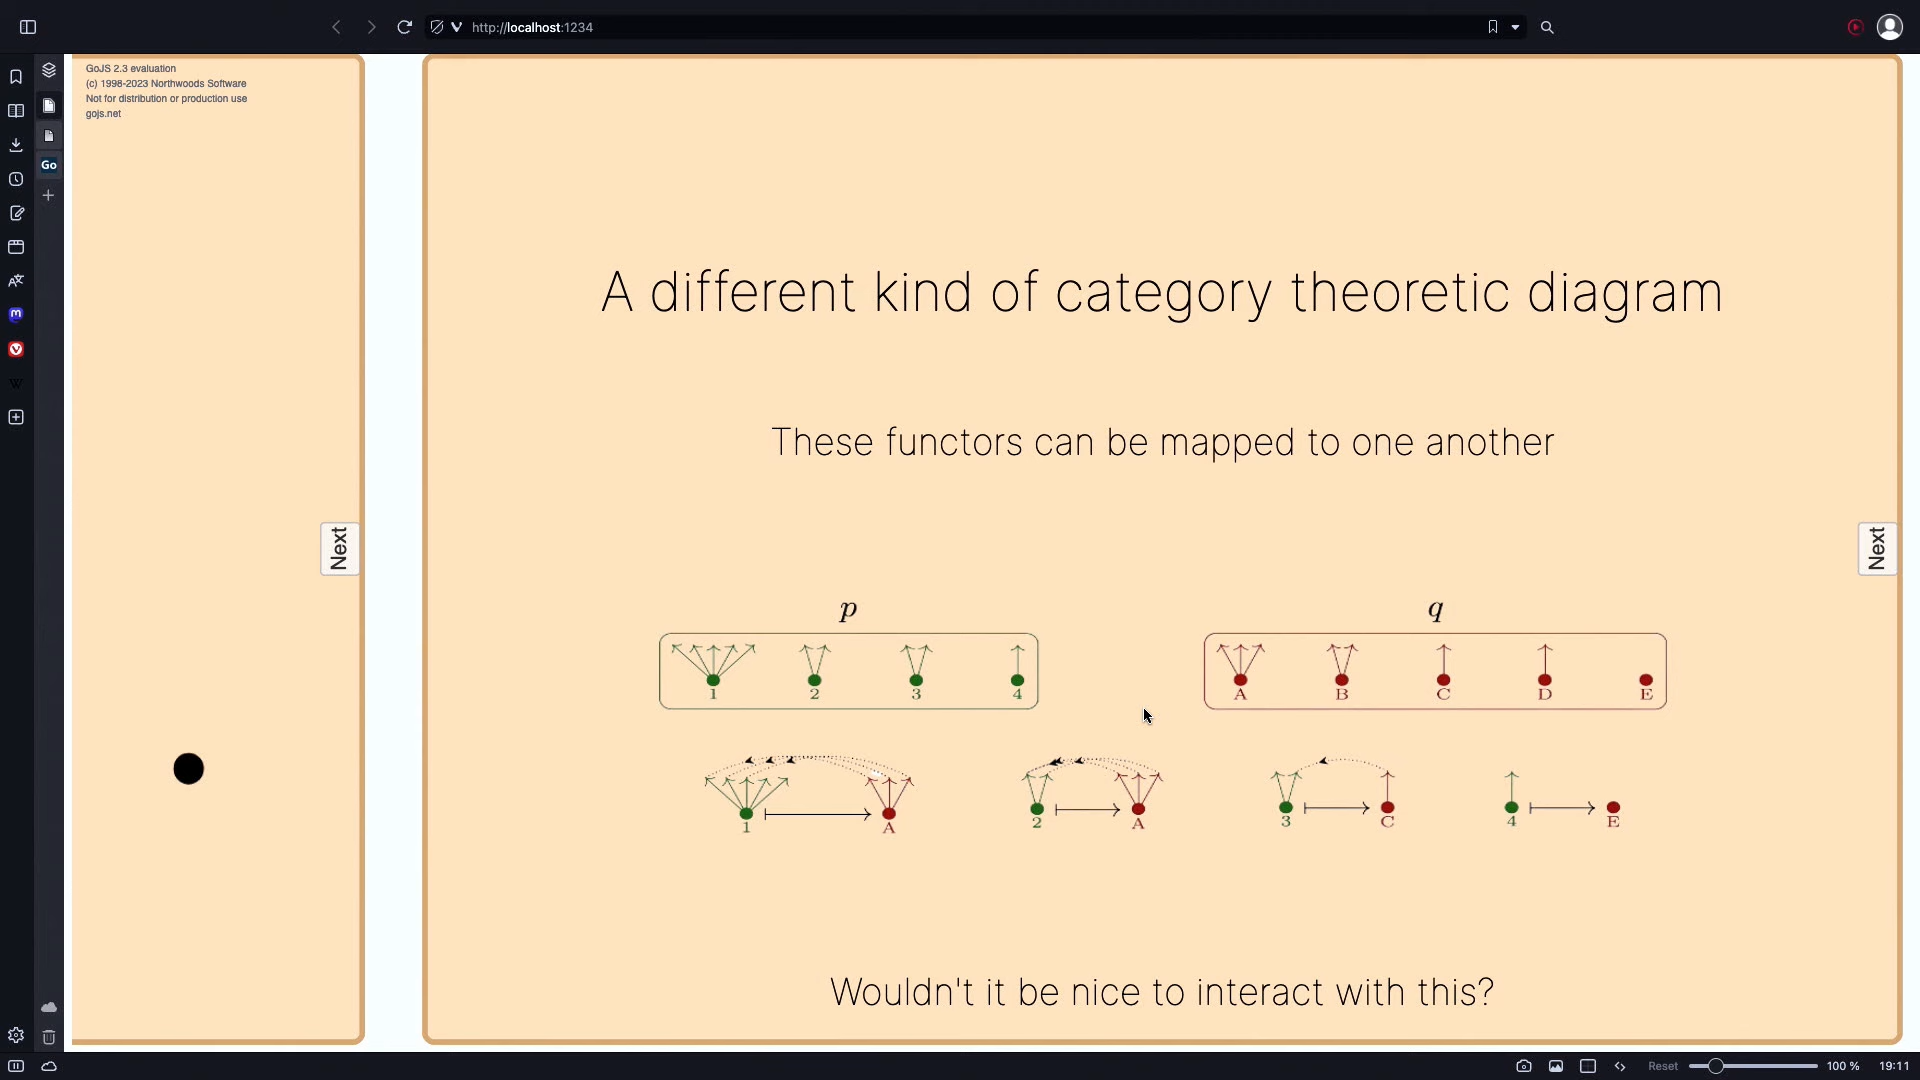 http://localhost:1234
Go
GoJS 2.3 evaluation
(c) 1998-2023 Northwoods Software
Not for distribution or production use
gojs.net
Next
A different kind of category theoretic diagram
These functors can be mapped to one another
Next
p q
1 2 3 4 A B C D E
1 A 2 A 3 C 4 E
Wouldn't it be nice to interact with this?
Reset 100 % 19:11